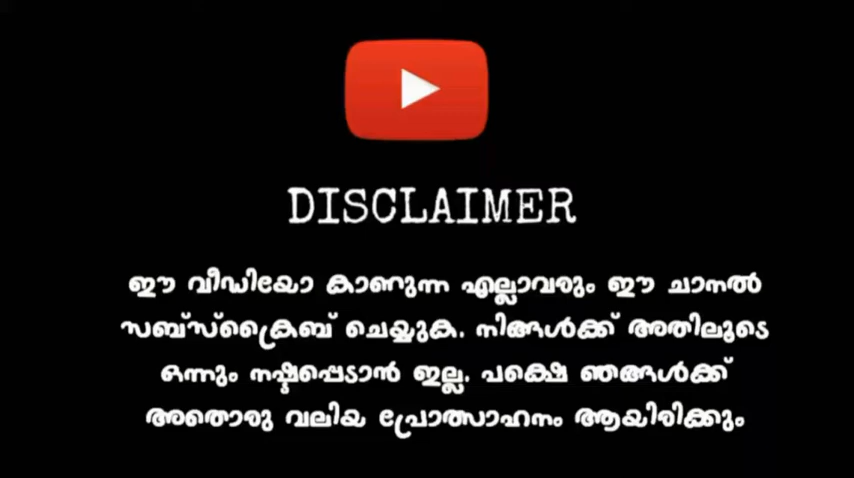 DISCLAIMER
ഈ വീഡിയോ കാണുന്ന എല്ലാവരും ഈ ചാനൽ
സബ്സ്ക്രൈബ് ചെയ്യുക. നിങ്ങൾക്ക് അതിലൂടെ
ഒന്നും നഷ്ടപ്പെടാൻ ഇല്ല. പക്ഷെ ഞങ്ങൾക്ക്
അതൊരു വലിയ പ്രോത്സാഹനം ആയിരിക്കും